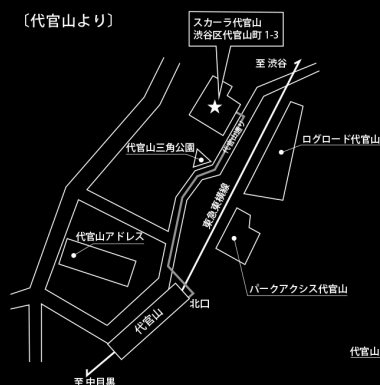 〔代官山より〕
スカーラ代官山
渋谷区代官山町 1-3
至 渋谷
代官山通り
ログロード代官山
代官山三角公園
東急東横線
代官山アドレス
パークアクシス代官山
北口
代官山
代官山
至 中目黒